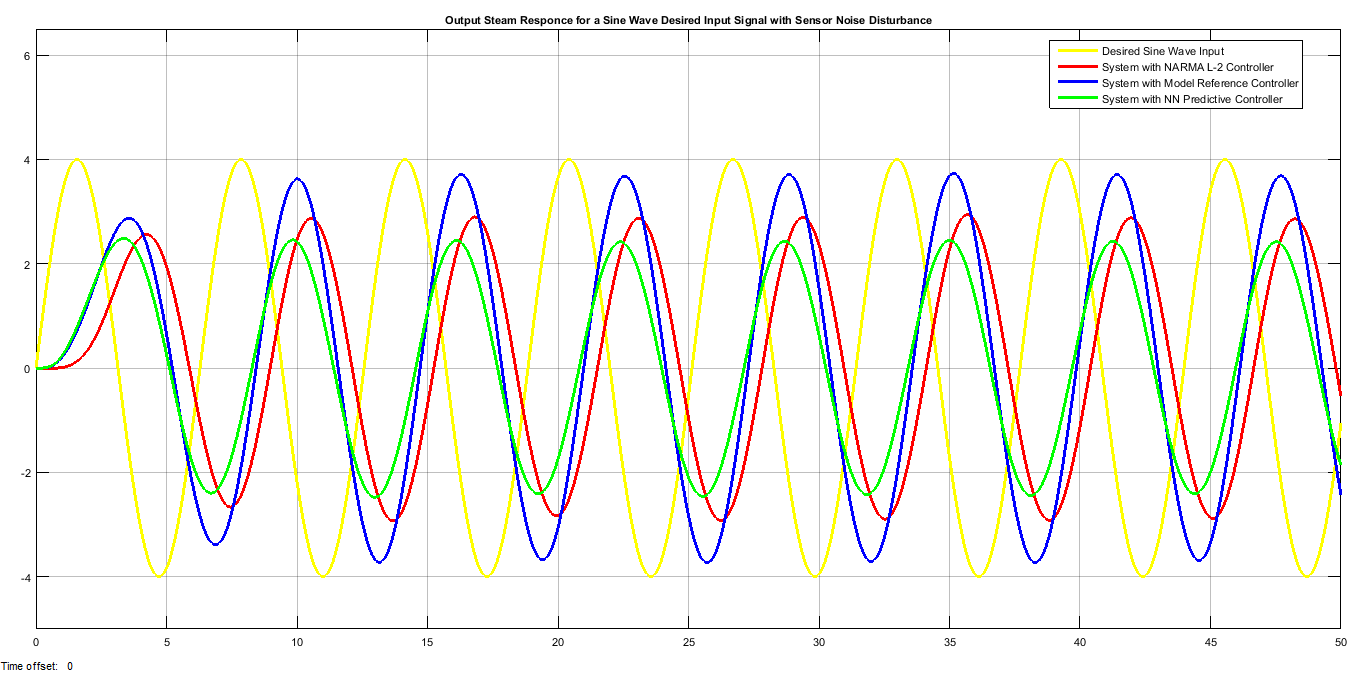 Output Steam Responce for a Sine Wave Desired Input Signal with Sensor Noise Disturbance
Desired Sine Wave Input
System with NARMA L-2 Controller
System with Model Reference Controller
System with NN Predictive Controller
6
4
2
0
-2
-4
0 5 10 15 20 25 30 35 40 45 50
Time offset: 0